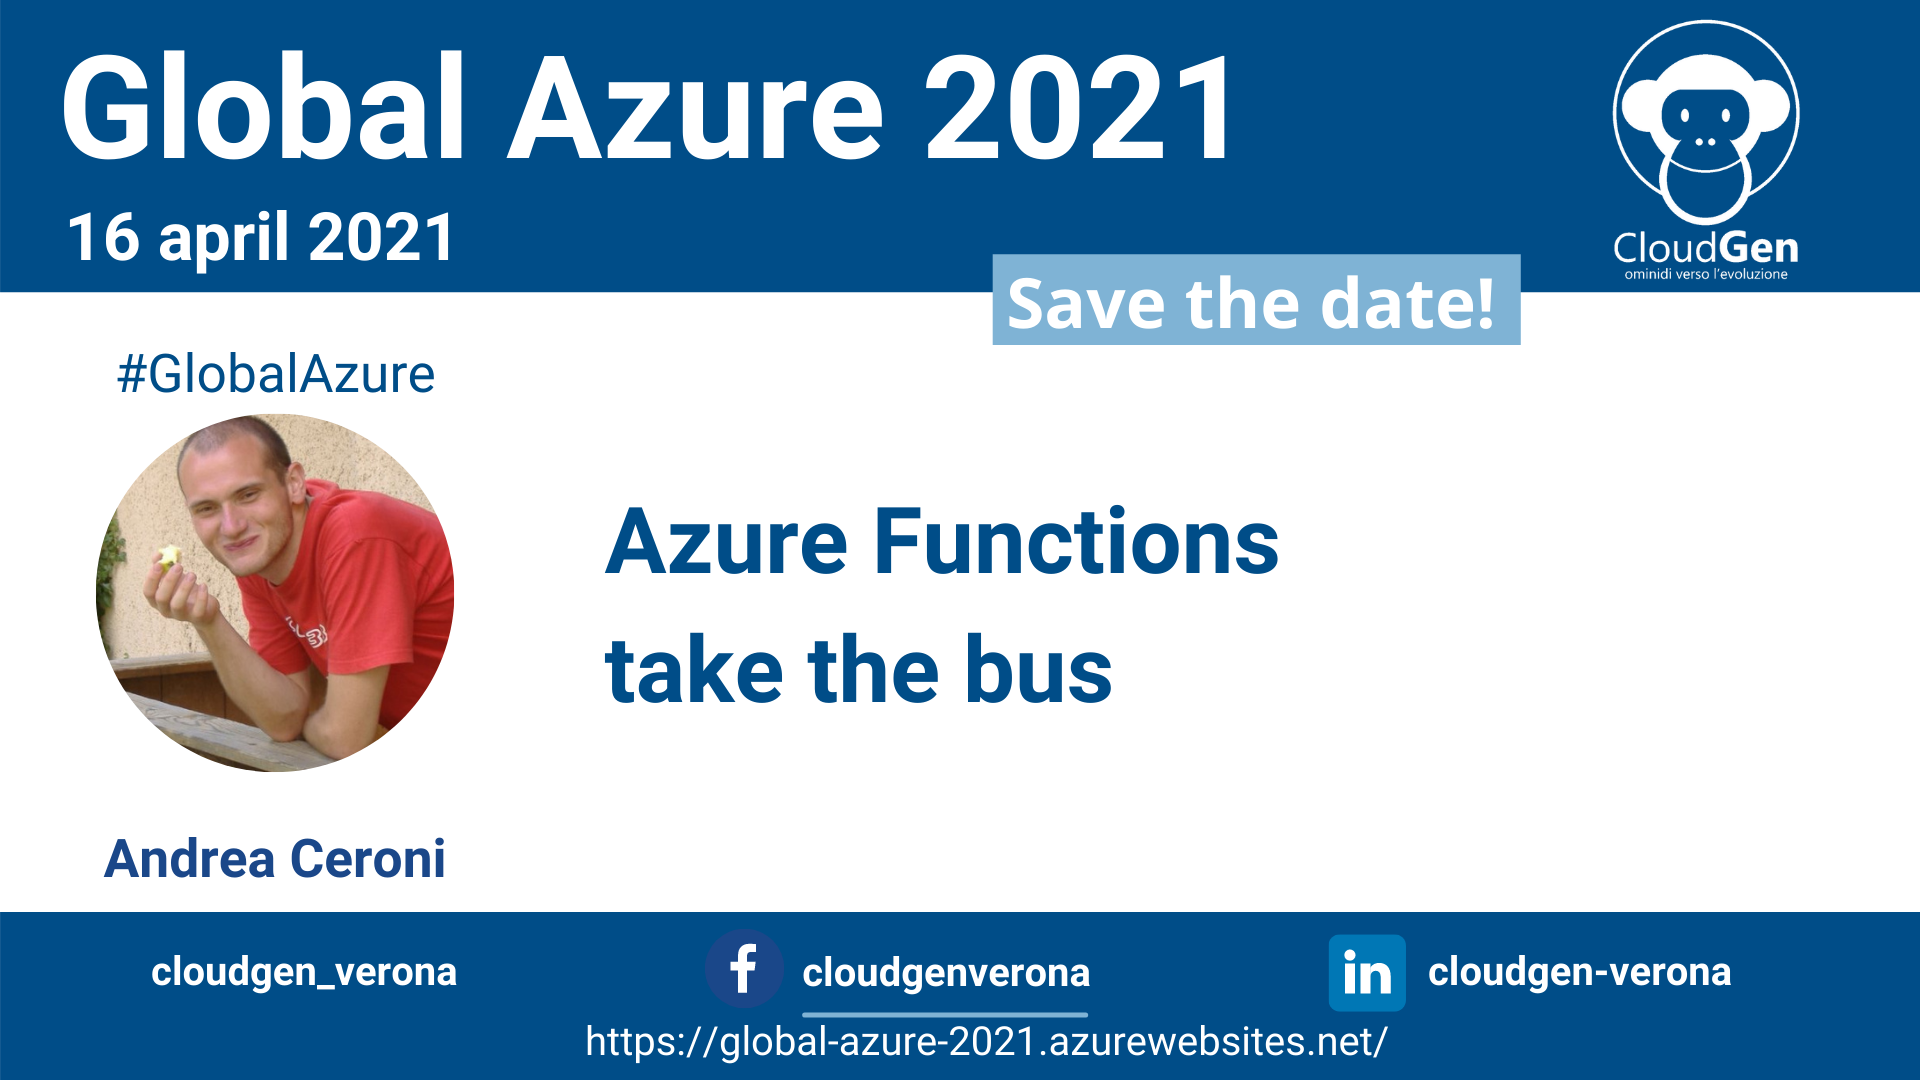 Global Azure 2021
16 april 2021
CloudGen
ominidi verso l'evoluzione
Save the date!
#GlobalAzure
Azure Functions
take the bus
Andrea Ceroni
cloudgen_verona
f cloudgenverona
in cloudgen-verona
https://global-azure-2021.azurewebsites.net/